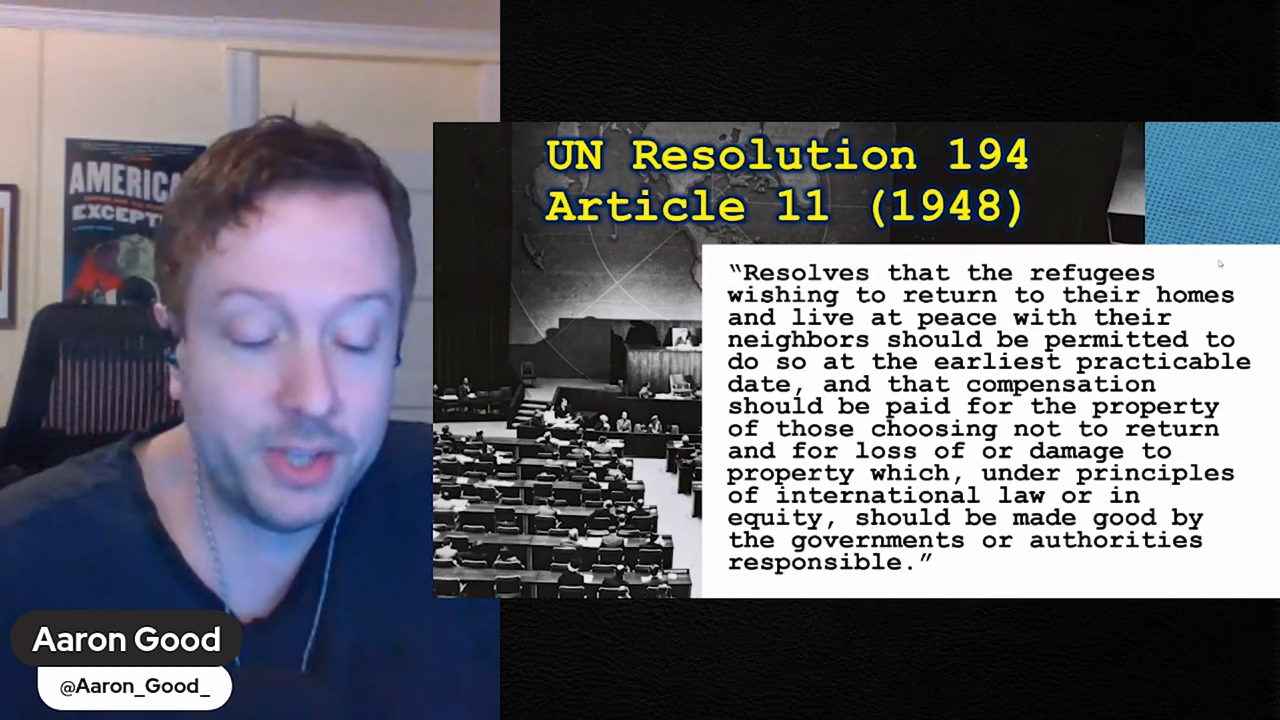 AMERICA
EXCEPT
UN Resolution 194
Article 11 (1948)
“Resolves that the refugees
wishing to return to their homes
and live at peace with their
neighbors should be permitted to
do so at the earliest practicable
date, and that compensation
should be paid for the property
of those choosing not to return
and for loss of or damage to
property which, under principles
of international law or in
equity, should be made good by
the governments or authorities
responsible.”
Aaron Good
@Aaron_Good_